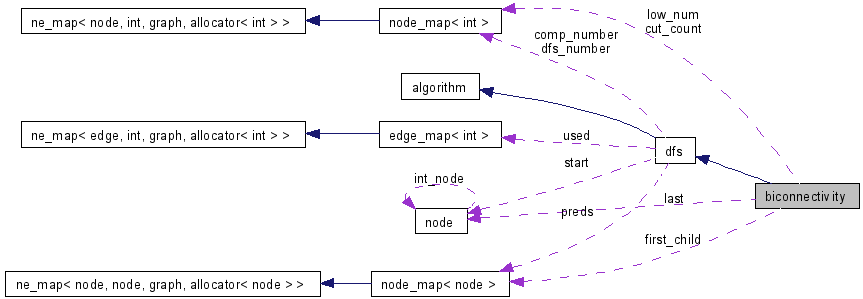 low_num
cut_count
ne_map< node, int, graph, allocator< int > >
node_map< int >
comp_number
dfs_number
algorithm
ne_map< edge, int, graph, allocator< int > >
edge_map< int >
used
dfs
start
int_node
biconnectivity
last
preds
node
first_child
ne_map< node, node, graph, allocator< node > >
node_map< node >